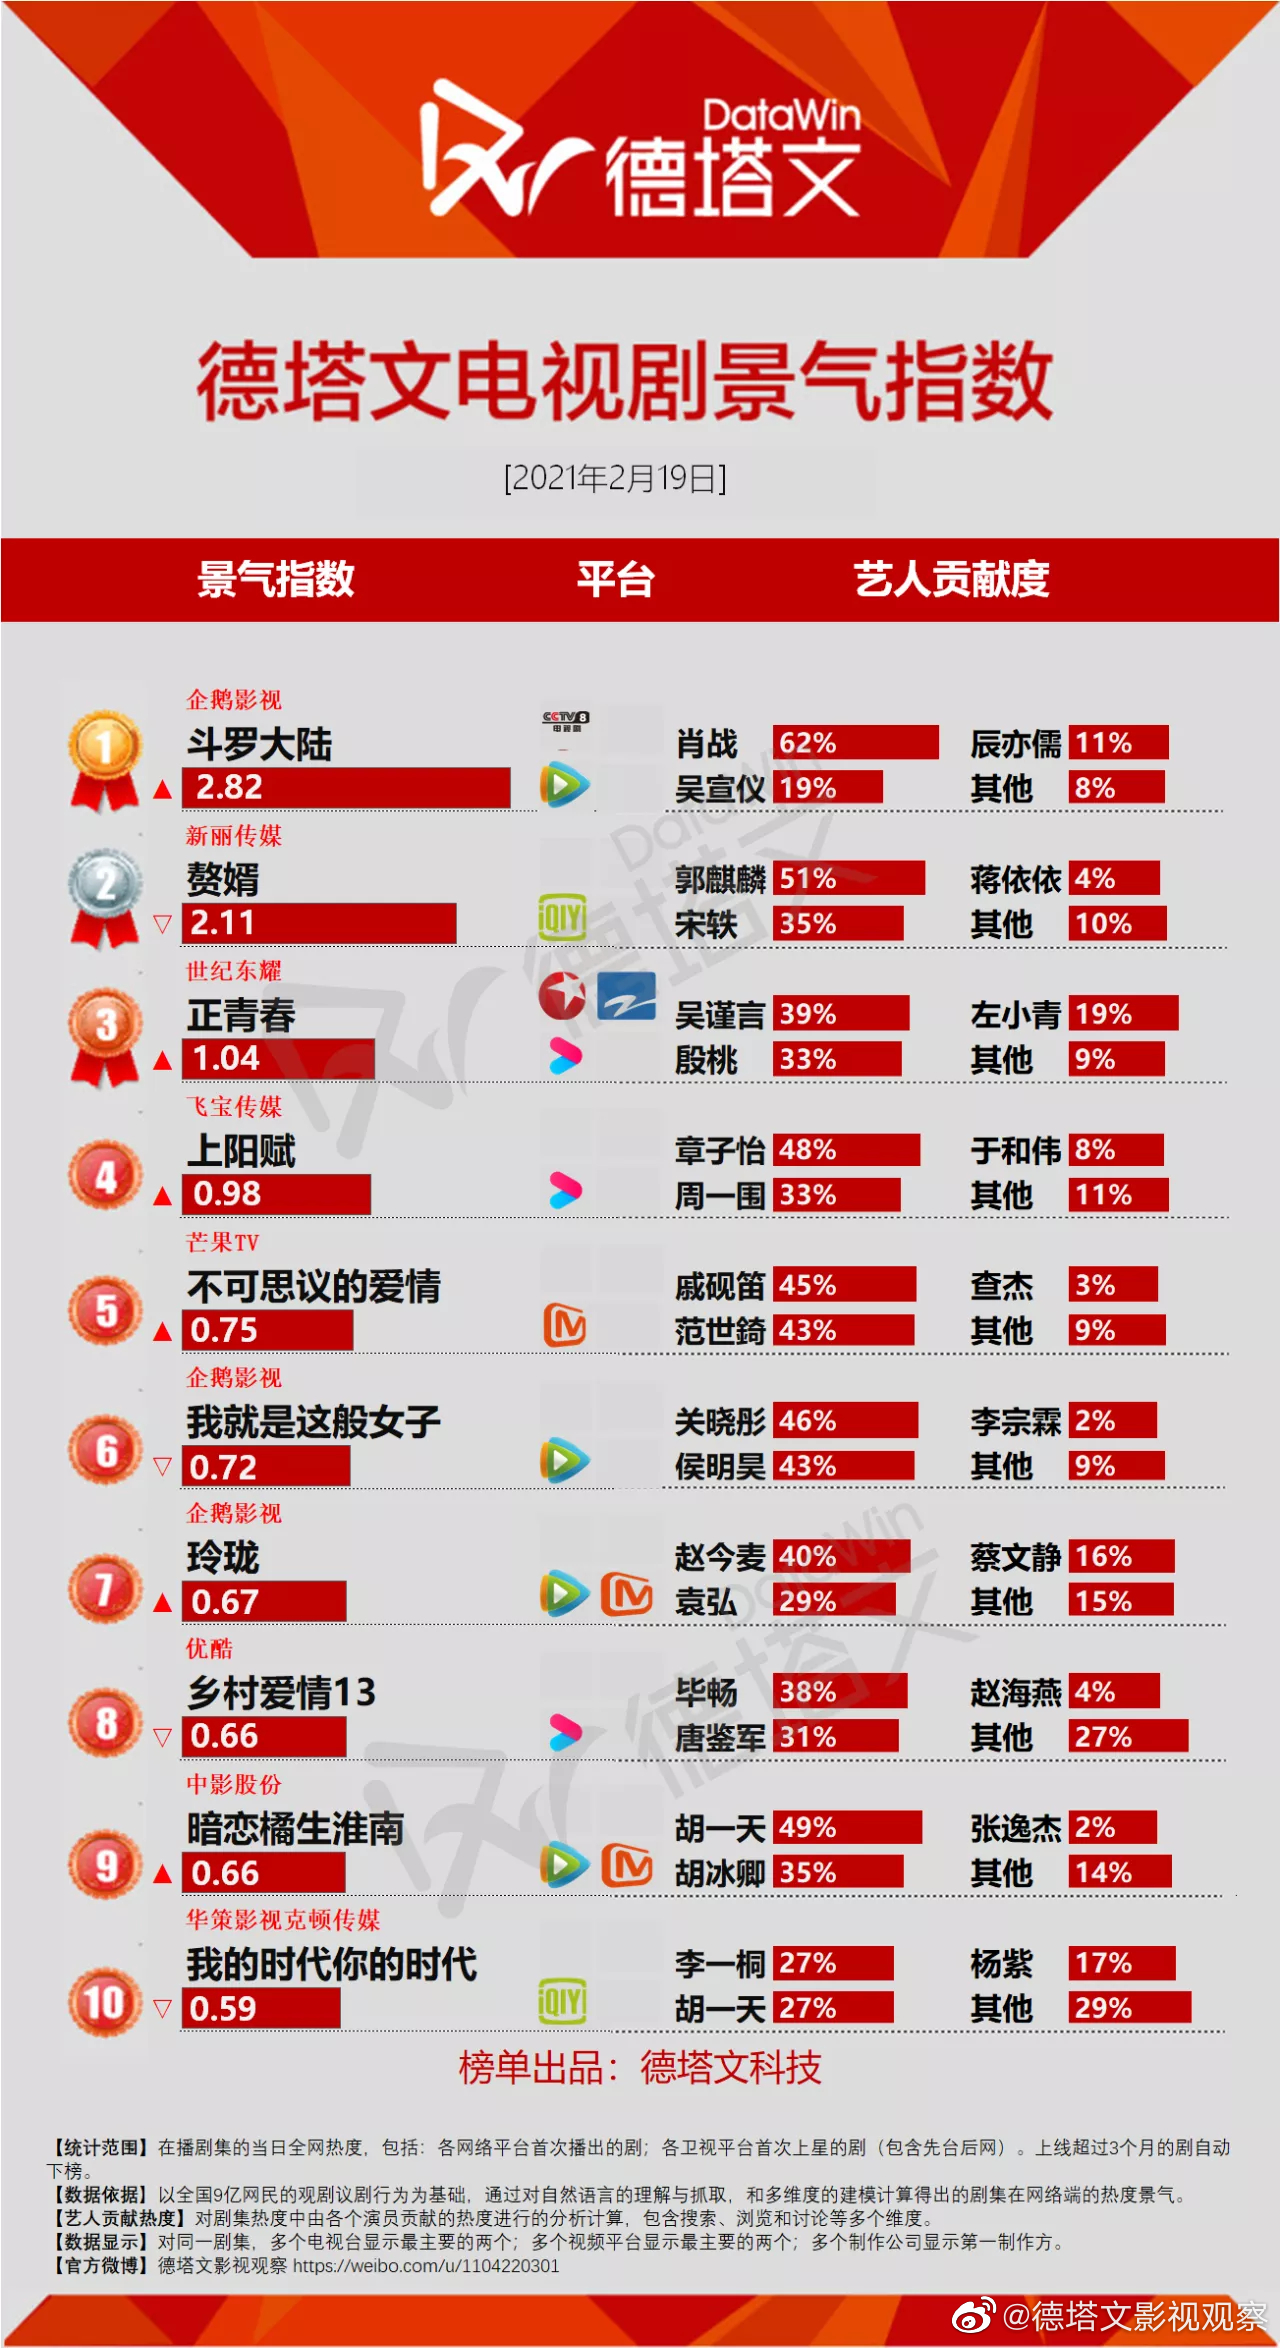 DataWin
德塔文
德塔文电视剧景气指数
[2021年2月19日]
景气指数 平台 艺人贡献度
企鹅影视
1 斗罗大陆
▲ 2.82
CCTV 8
电视剧
肖战 62% 辰亦儒 11%
吴宣仪 19% 其他 8%
新丽传媒
2 赘婿
▽ 2.11
iQIYI
郭麒麟 51% 蒋依依 4%
宋轶 35% 其他 10%
世纪东耀
3 正青春
▲ 1.04
吴谨言 39% 左小青 19%
殷桃 33% 其他 9%
飞宝传媒
4 上阳赋
▲ 0.98
章子怡 48% 于和伟 8%
周一围 33% 其他 11%
芒果TV
5 不可思议的爱情
▲ 0.75
戚砚笛 45% 查杰 3%
范世錡 43% 其他 9%
企鹅影视
6 我就是这般女子
▽ 0.72
关晓彤 46% 李宗霖 2%
侯明昊 43% 其他 9%
企鹅影视
7 玲珑
▲ 0.67
赵今麦 40% 蔡文静 16%
袁弘 29% 其他 15%
优酷
8 乡村爱情13
▽ 0.66
毕畅 38% 赵海燕 4%
唐鉴军 31% 其他 27%
中影股份
9 暗恋橘生淮南
▲ 0.66
胡一天 49% 张逸杰 2%
胡冰卿 35% 其他 14%
华策影视克顿传媒
10 我的时代你的时代
▽ 0.59
iQIYI
李一桐 27% 杨紫 17%
胡一天 27% 其他 29%
DataWin
德塔文
DataWin
德塔文
榜单出品：德塔文科技
【统计范围】在播剧集的当日全网热度，包括：各网络平台首次播出的剧；各卫视平台首次上星的剧（包含先台后网）。上线超过3个月的剧自动
下榜。
【数据依据】以全国9亿网民的观剧议剧行为为基础，通过对自然语言的理解与抓取，和多维度的建模计算得出的剧集在网络端的热度景气。
【艺人贡献热度】对剧集热度中由各个演员贡献的热度进行的分析计算，包含搜索、浏览和讨论等多个维度。
【数据显示】对同一剧集，多个电视台显示最主要的两个；多个视频平台显示最主要的两个；多个制作公司显示第一制作方。
【官方微博】德塔文影视观察 https://weibo.com/u/1104220301
@德塔文影视观察